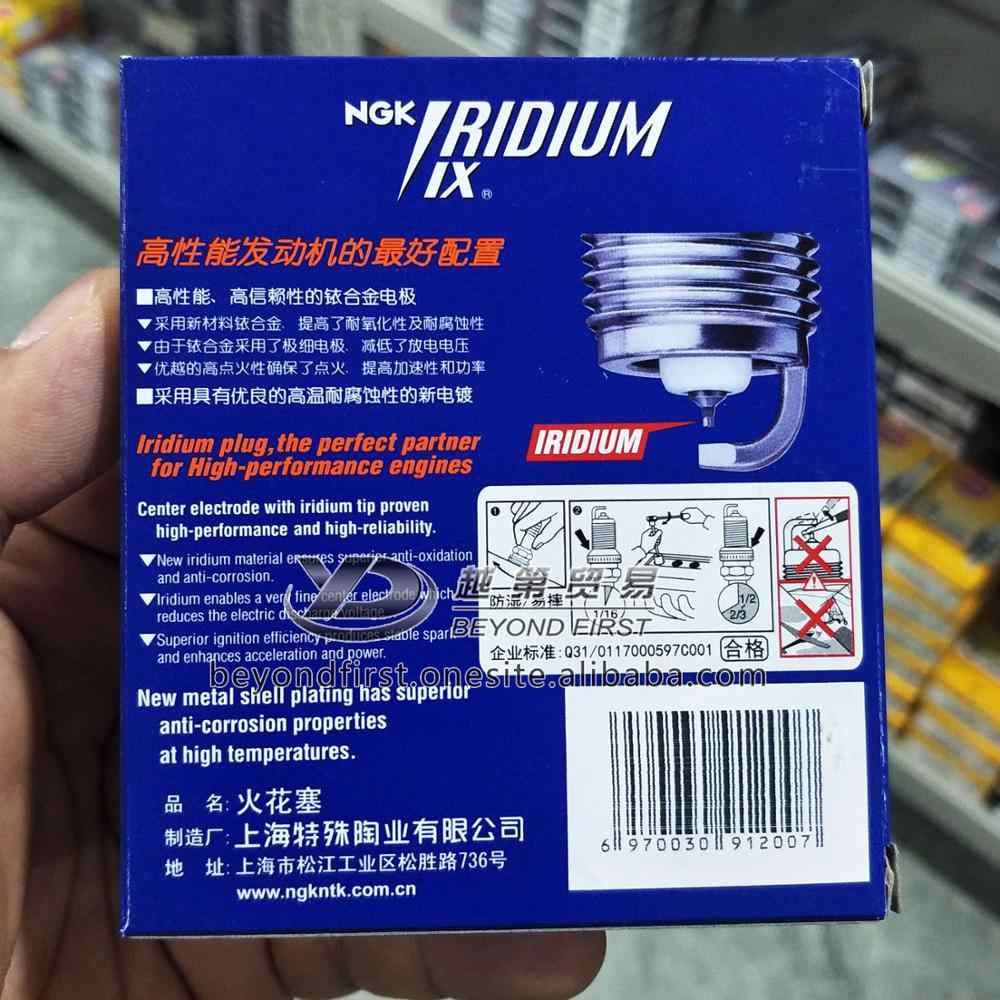 NGK IRIDIUM
IX®
高性能发动机的最好配置
■高性能、高信赖性的铱合金电极
▼采用新材料铱合金．提高了耐氧化性及耐腐蚀性
▼由于铱合金采用了极细电极．减低了放电电压
▼优越的高点火性确保了点火．提高加速性和功率
■采用具有优良的高温耐腐蚀性的新电镀
IRIDIUM
Iridium plug, the perfect partner
for High-performance engines
Center electrode with iridium tip proven
high-performance and high-reliability.
▼New iridium material ensures superior anti-oxidation
and anti-corrosion.
▼Iridium enables a very fine center electrode which
reduces the electric discharge voltage.
▼Superior ignition efficiency produces stable spark
and enhances acceleration and power.
New metal shell plating has superior
anti-corrosion properties
at high temperatures.
1
2
防湿/易撞
1/16
1/2
2/3
企业标准:Q31/0117000597C001 合格
越第贸易
BEYOND FIRST
beyondfirst.onesite.alibaba.com
品 名: 火花塞
制造厂: 上海特殊陶业有限公司
地 址: 上海市松江工业区松胜路736号
www.ngkntk.com.cn
6 970030 912007